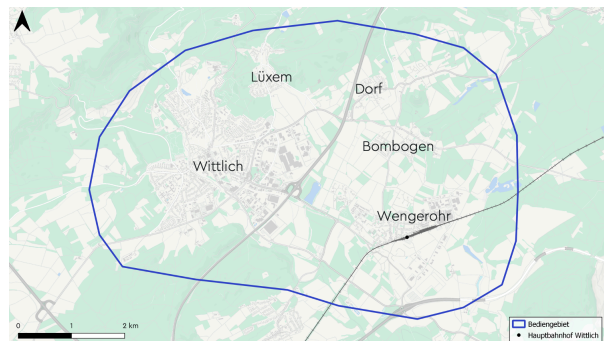 Lüxem
Dorf
Bombogen
Wittlich
Wengerohr
0 1 2 km
Bediengebiet
Hauptbahnhof Wittlich